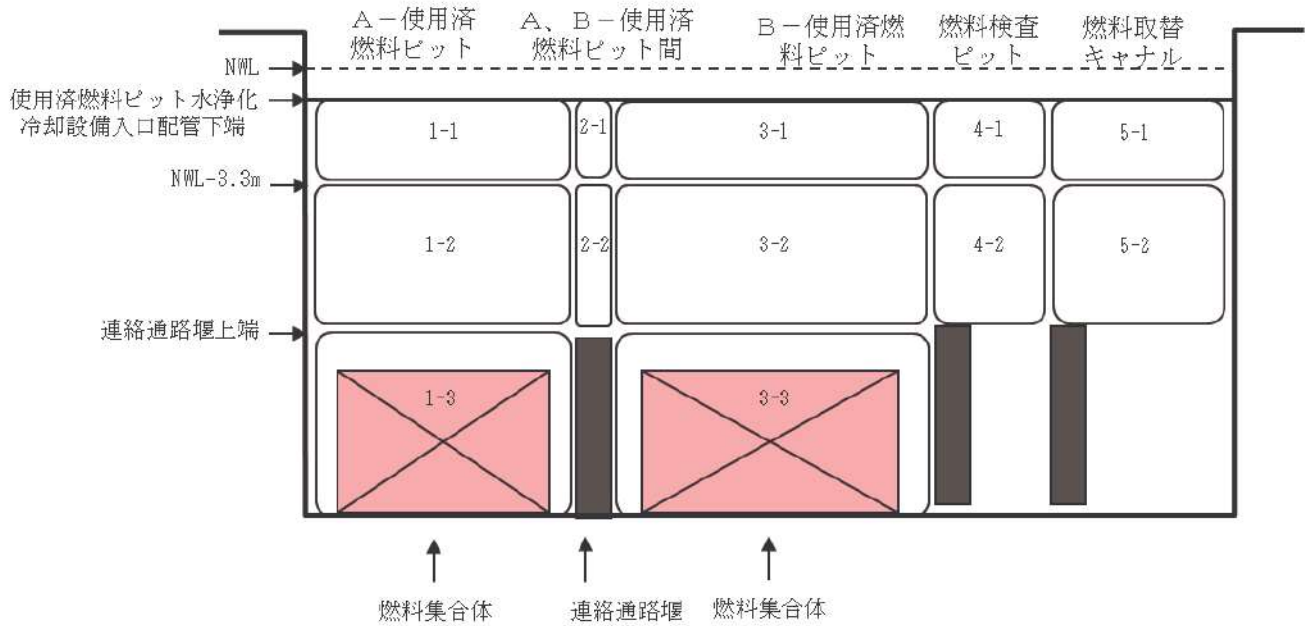 A－使用済
燃料ピット
A、B－使用済
燃料ピット間
B－使用済燃
料ピット
燃料検査
ピット
燃料取替
キャナル
NWL
使用済燃料ピット水浄化
冷却設備入口配管下端
1-1
2-1
3-1
4-1
5-1
NWL-3.3m
1-2
2-2
3-2
4-2
5-2
連絡通路堰上端
1-3
3-3
燃料集合体
連絡通路堰
燃料集合体